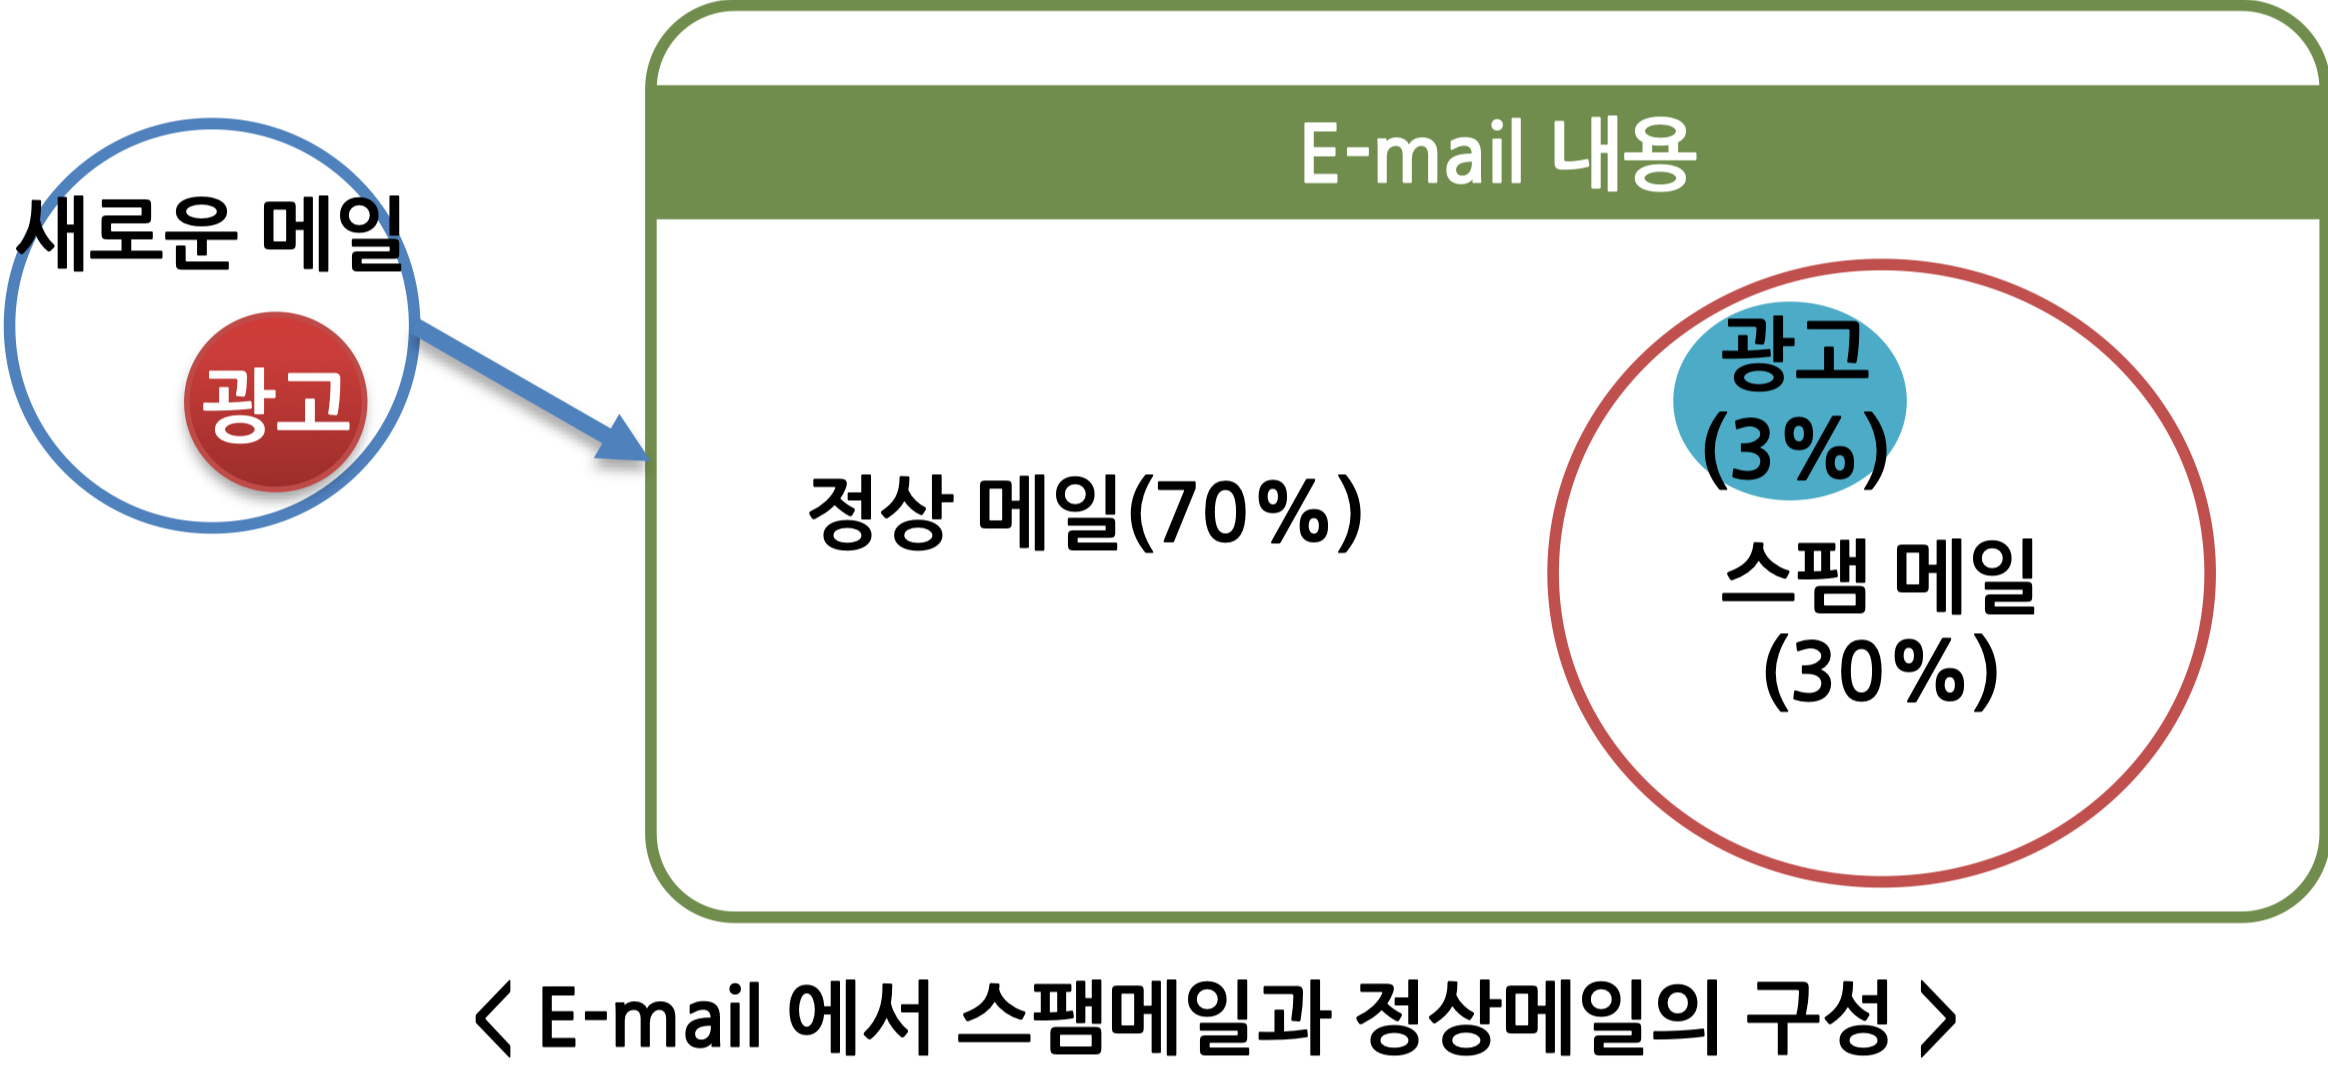 E-mail 내용
새로운 메일
광고
정상 메일(70%)
광고
(3%)
스팸 메일
(30%)
< E-mail 에서 스팸메일과 정상메일의 구성 >